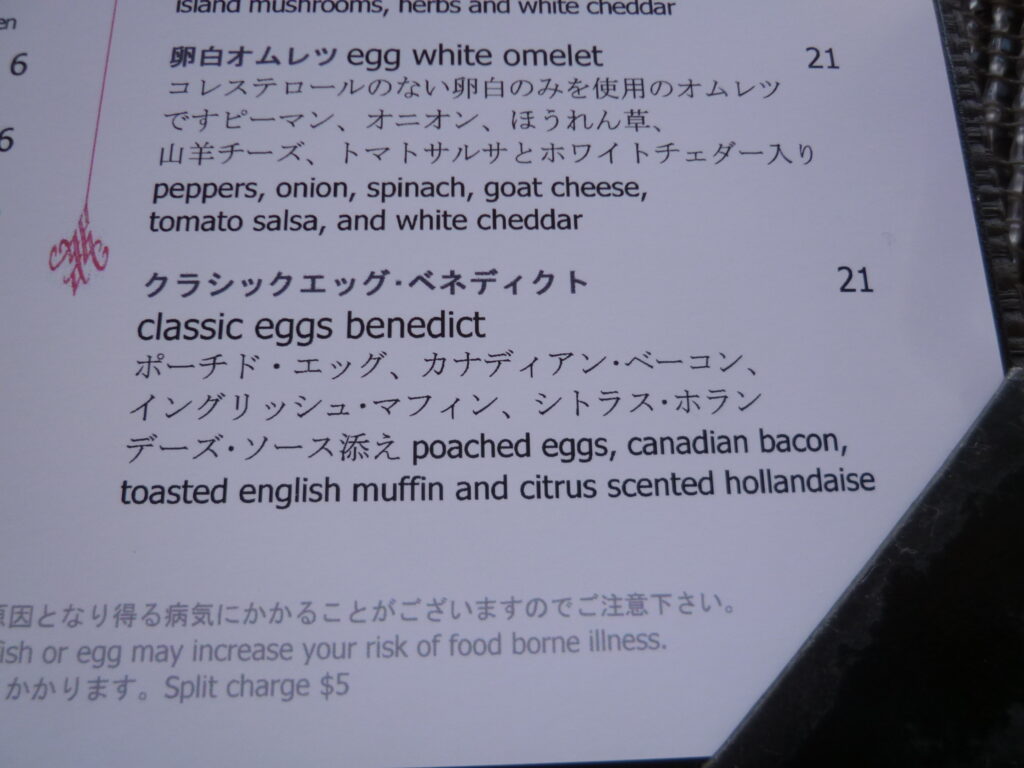 island mushrooms, herbs and white cheddar
6
卵白オムレツ egg white omelet 21
コレステロールのない卵白のみを使用のオムレツ
ですピーマン、オニオン、ほうれん草、
6
山羊チーズ、トマトサルサとホワイトチェダー入り
peppers, onion, spinach, goat cheese,
tomato salsa, and white cheddar
クラシックエッグ・ベネディクト 21
classic eggs benedict
ポーチド・エッグ、カナディアン・ベーコン、
イングリッシュ・マフィン、シトラス・ホラン
デーズ・ソース添え poached eggs, canadian bacon,
toasted english muffin and citrus scented hollandaise
原因となり得る病気にかかることがございますのでご注意下さい。
fish or egg may increase your risk of food borne illness.
かかります。Split charge $5